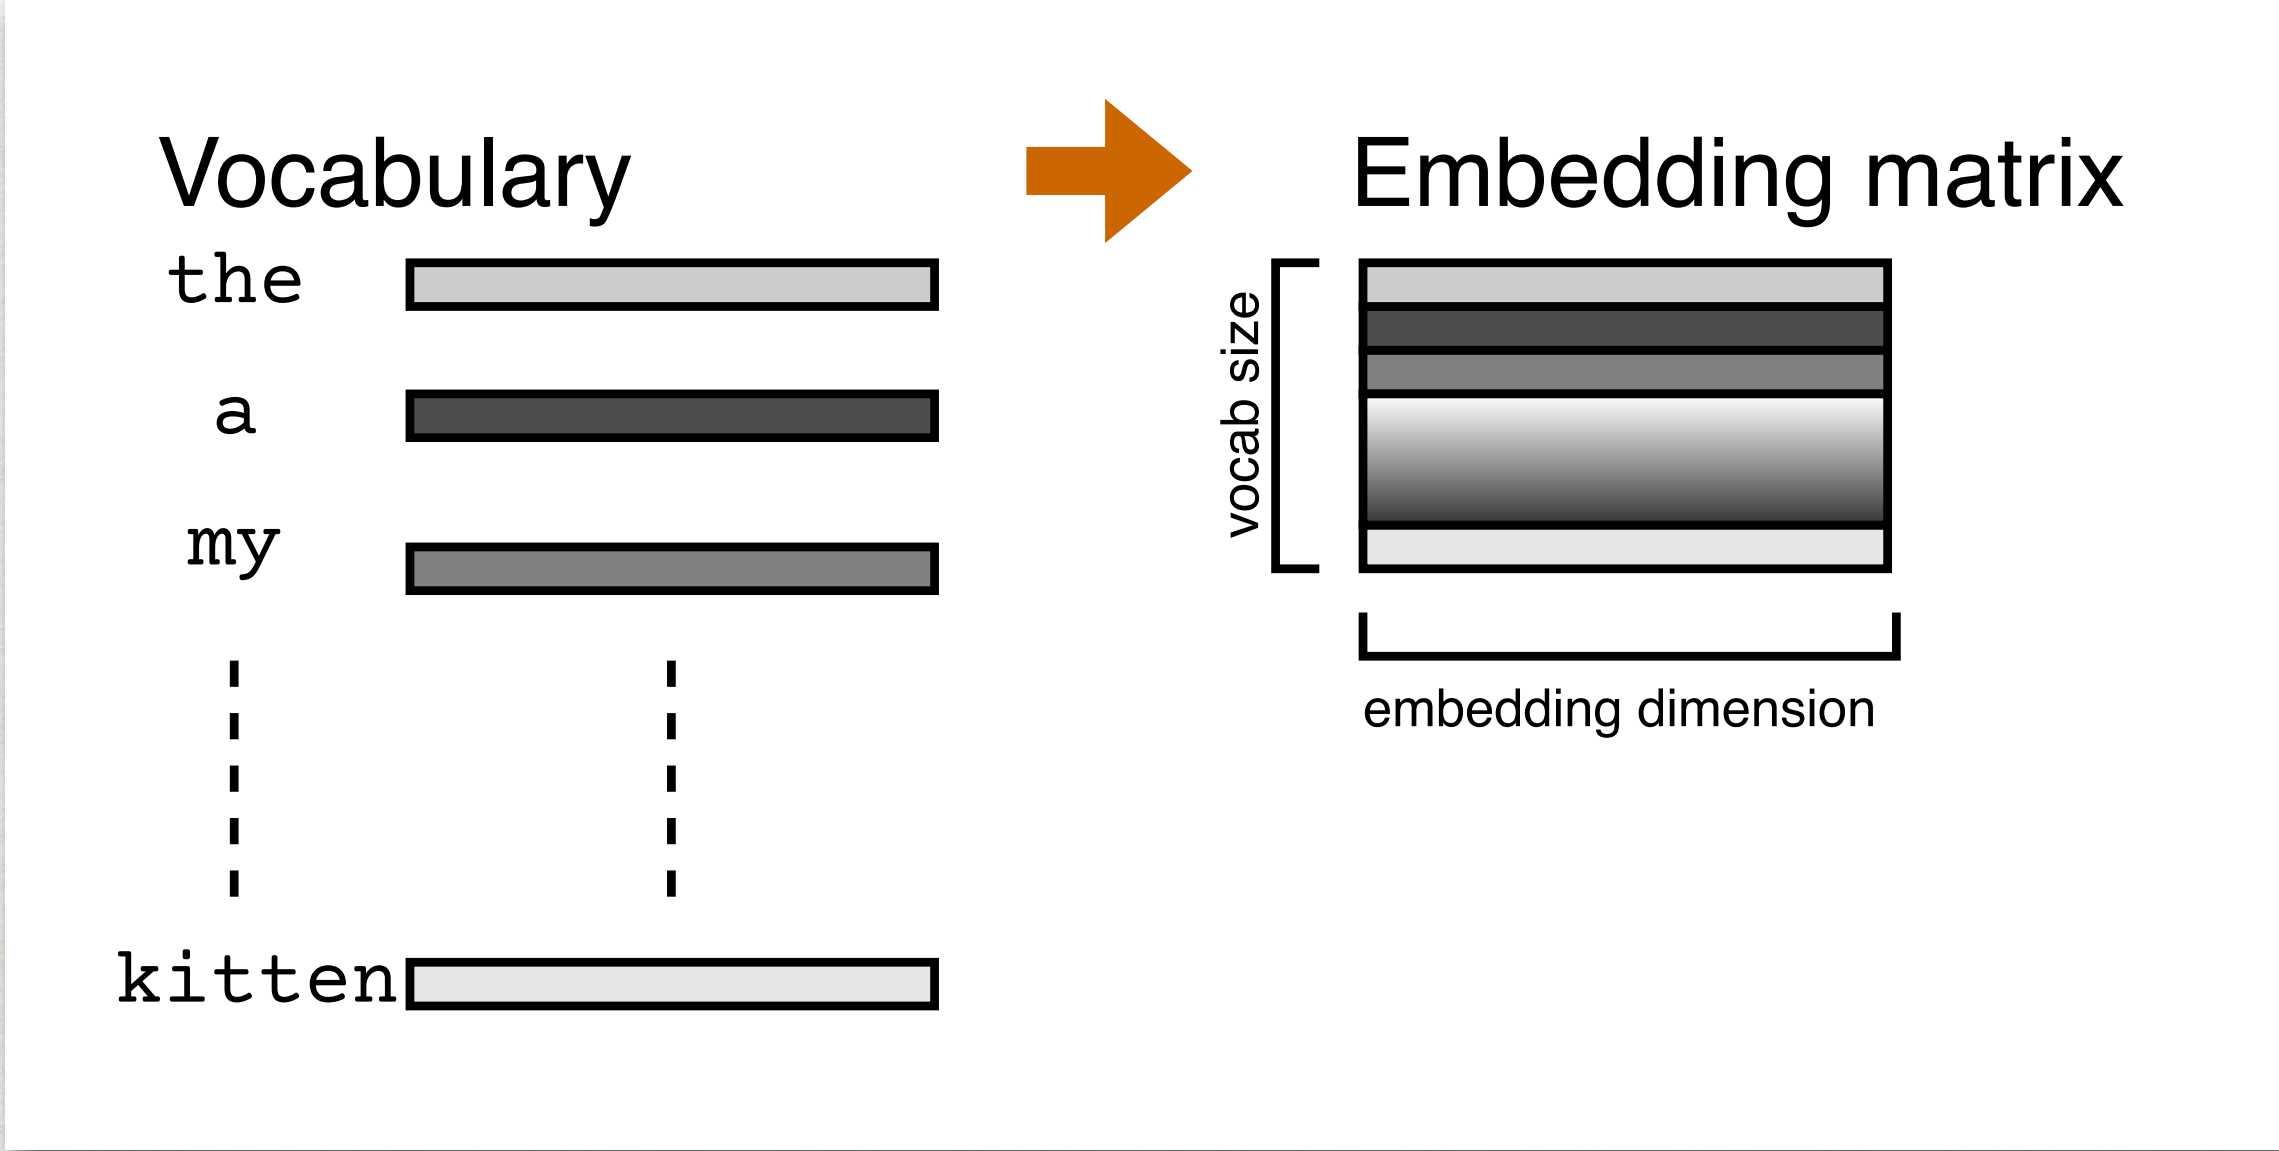 Vocabulary
the
a
my
kitten
Embedding matrix
vocab size
embedding dimension